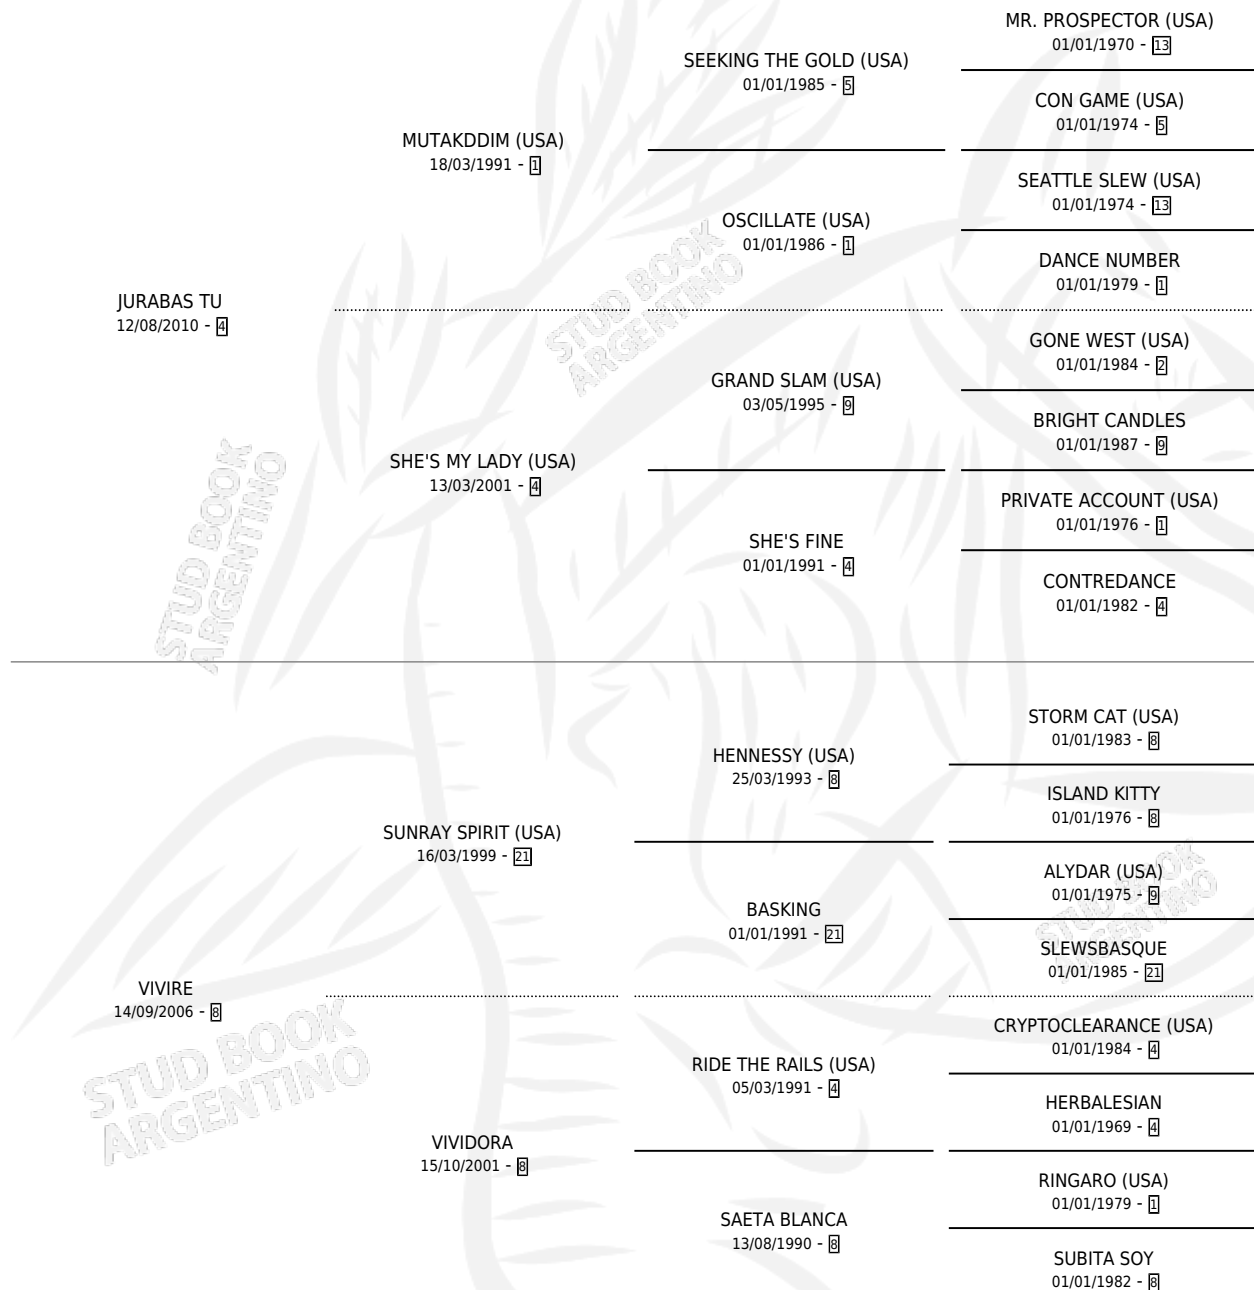 MR. PROSPECTOR (USA)
01/01/1970 - 13
SEEKING THE GOLD (USA)
01/01/1985 - 5
CON GAME (USA)
01/01/1974 - 5
MUTAKDDIM (USA)
18/03/1991 - 1
SEATTLE SLEW (USA)
01/01/1974 - 13
OSCILLATE (USA)
01/01/1986 - 1
DANCE NUMBER
01/01/1979 - 1
JURABAS TU
12/08/2010 - 4
STUD BOOK
ARGENTINO
GONE WEST (USA)
01/01/1984 - 2
GRAND SLAM (USA)
03/05/1995 - 9
BRIGHT CANDLES
01/01/1987 - 9
SHE'S MY LADY (USA)
13/03/2001 - 4
PRIVATE ACCOUNT (USA)
01/01/1976 - 1
SHE'S FINE
01/01/1991 - 4
CONTREDANCE
01/01/1982 - 4
STUD BOOK
ARGENTINO
STORM CAT (USA)
01/01/1983 - 8
HENNESSY (USA)
25/03/1993 - 8
ISLAND KITTY
01/01/1976 - 8
SUNRAY SPIRIT (USA)
16/03/1999 - 21
ALYDAR (USA)
01/01/1975 - 9
BASKING
01/01/1991 - 21
SLEWSBASQUE
01/01/1985 - 21
STUD BOOK
ARGENTINO
VIVIRE
14/09/2006 - 8
CRYPTOCLEARANCE (USA)
01/01/1984 - 4
RIDE THE RAILS (USA)
05/03/1991 - 4
HERBALESIAN
01/01/1969 - 4
STUD BOOK
ARGENTINO
VIVIDORA
15/10/2001 - 8
RINGARO (USA)
01/01/1979 - 1
SAETA BLANCA
13/08/1990 - 8
SUBITA SOY
01/01/1982 - 8